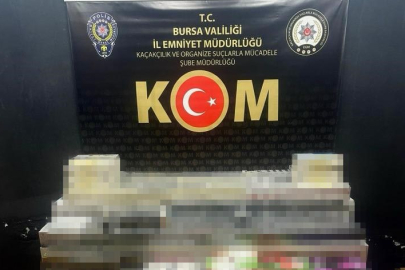 T.C.
BURSA VALİLİĞİ
İL EMNİYET MÜDÜRLÜĞÜ
KAÇAKÇILIK VE ORGANİZE SUÇLARLA MÜCADELE
ŞUBE MÜDÜRLÜĞÜ
KOM